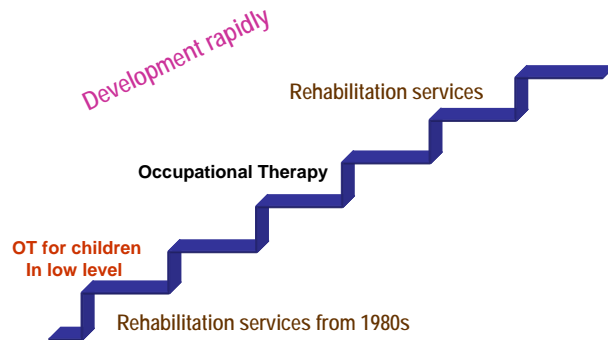 Development rapidly
Rehabilitation services
Occupational Therapy
OT for children
In low level
Rehabilitation services from 1980s